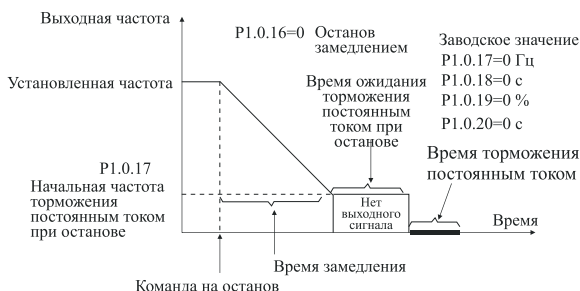 Выходная частота
P1.0.16=0 Останов
замедлением
Заводское значение
P1.0.17=0 Гц
P1.0.18=0 с
P1.0.19=0 %
P1.0.20=0 с
Установленная частота
Время ожидания
торможения
постоянным
током при
останове
Время торможения
постоянным током
P1.0.17
Начальная частота
торможения
постоянным током
при останове
Нет
выходного
сигнала
Время
Время замедления
Команда на останов